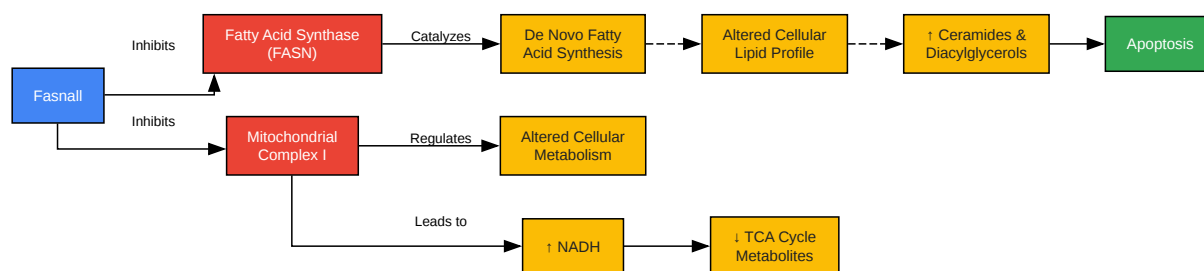 Inhibits
Fatty Acid Synthase
(FASN)
Catalyzes
De Novo Fatty
Acid Synthesis
Altered Cellular
Lipid Profile
↑ Ceramides &
Diacylglycerols
Apoptosis
Fasnall
Inhibits
Mitochondrial
Complex I
Regulates
Altered Cellular
Metabolism
Leads to
↑ NADH
↓ TCA Cycle
Metabolites